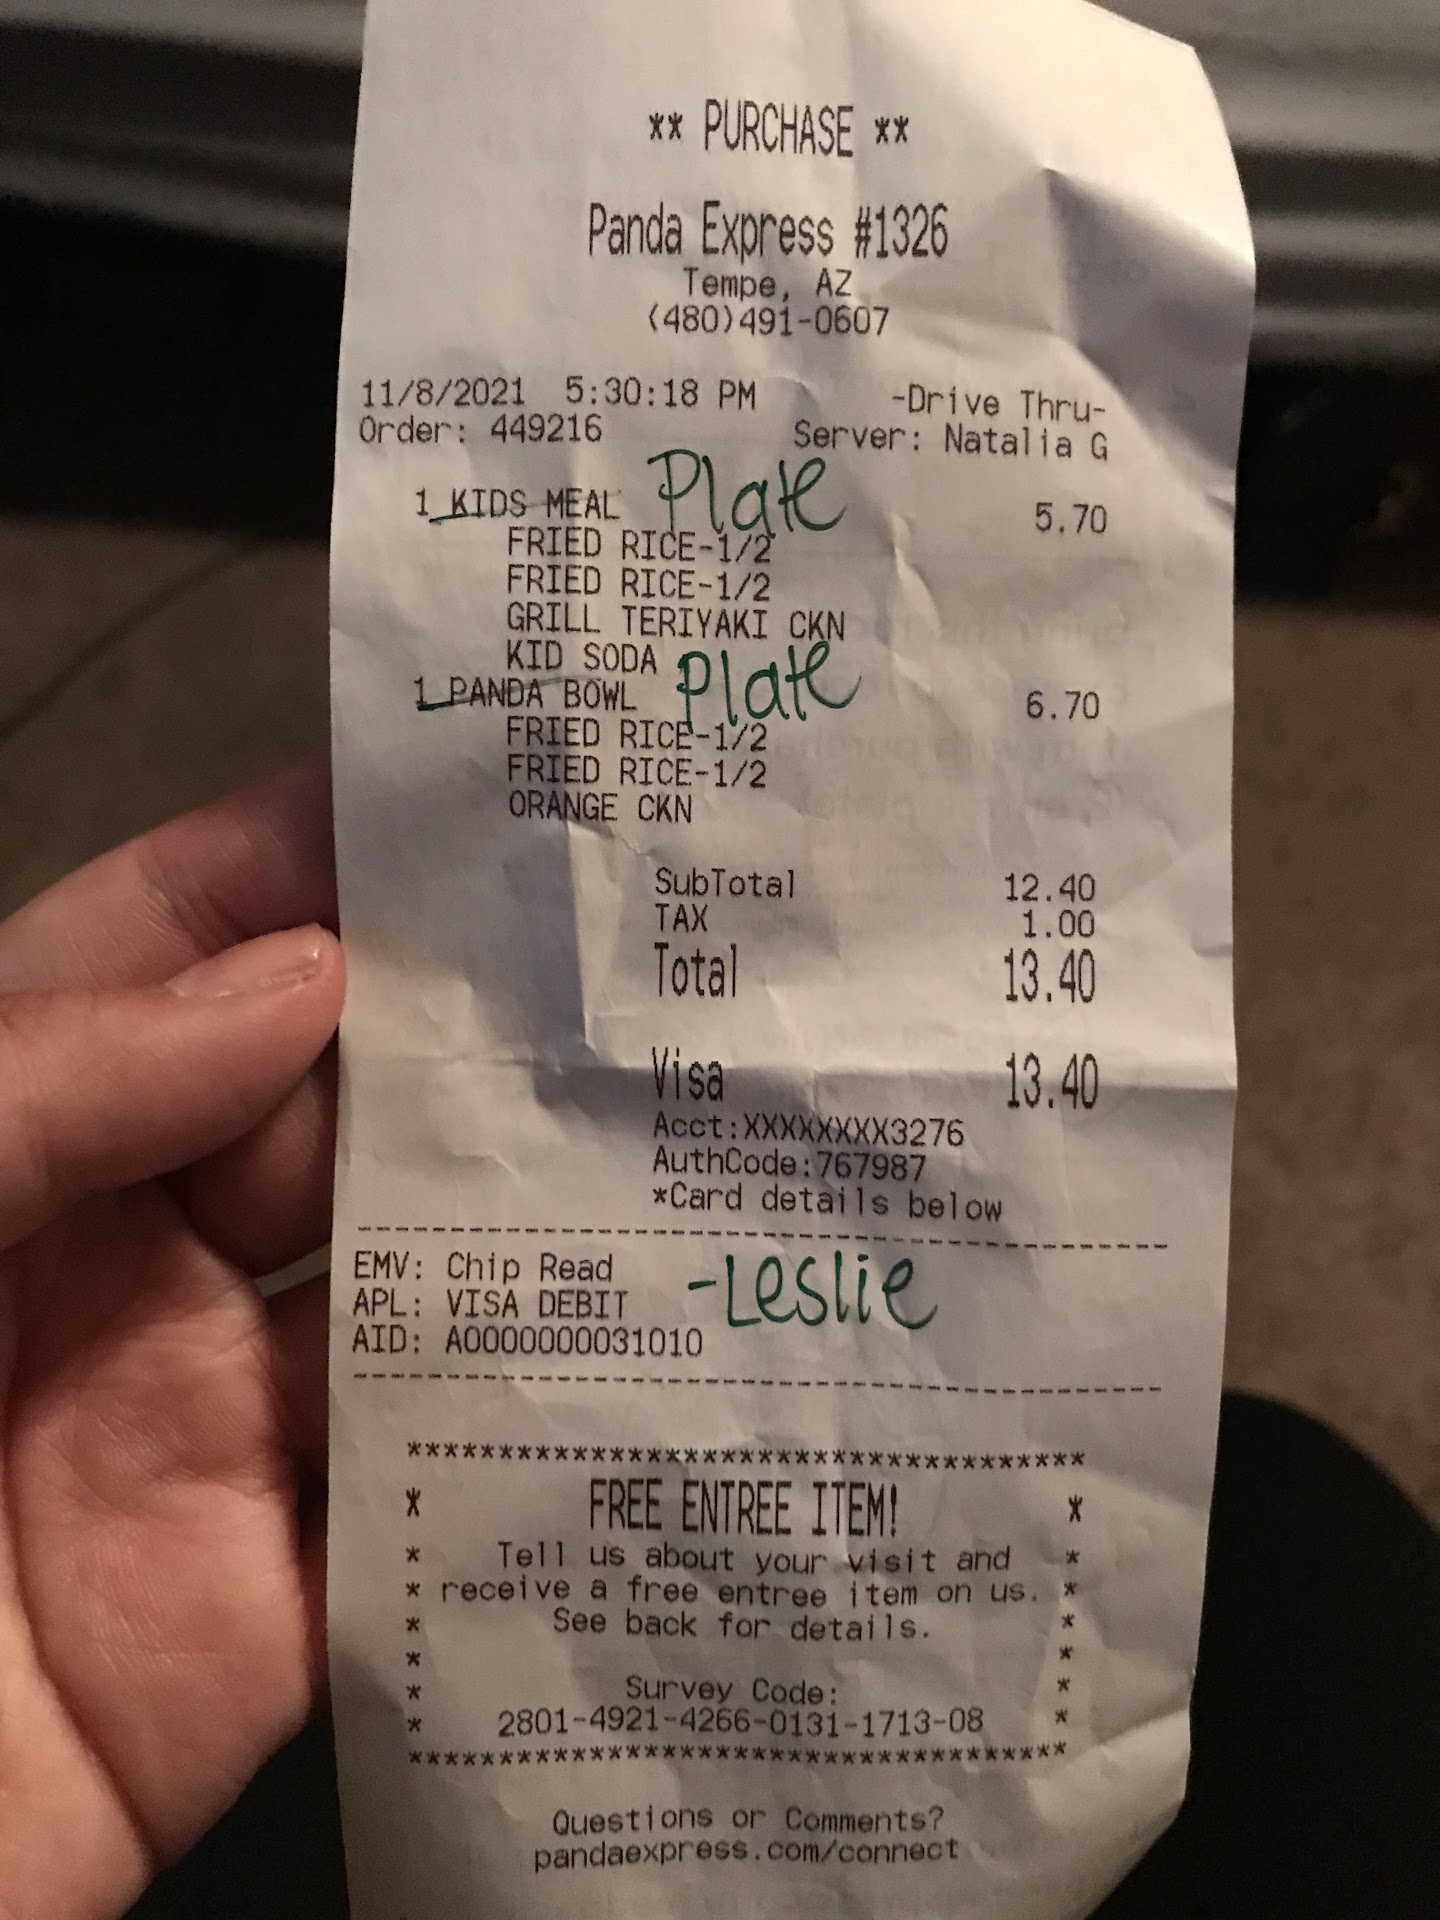 ** PURCHASE **
Panda Express #1326
Tempe, AZ
(480)491-0607
11/8/2021 5:30:18 PM -Drive Thru-
Order: 449216 Server: Natalia G
1 KIDS MEAL Plate 5.70
FRIED RICE-1/2
FRIED RICE-1/2
GRILL TERIYAKI CKN
KID SODA
1 PANDA BOWL Plate 6.70
FRIED RICE-1/2
FRIED RICE-1/2
ORANGE CKN
SubTotal 12.40
TAX 1.00
Total 13.40
Visa 13.40
Acct:XXXXXXXX3276
AuthCode:767987
*Card details below
--------------------------------------------
EMV: Chip Read
APL: VISA DEBIT -Leslie
AID: A0000000031010
--------------------------------------------
*************************************
* FREE ENTREE ITEM! *
* Tell us about your visit and *
* receive a free entree item on us. *
* See back for details. *
* *
* Survey Code: *
* 2801-4921-4266-0131-1713-08 *
*************************************
Questions or Comments?
pandaexpress.com/connect